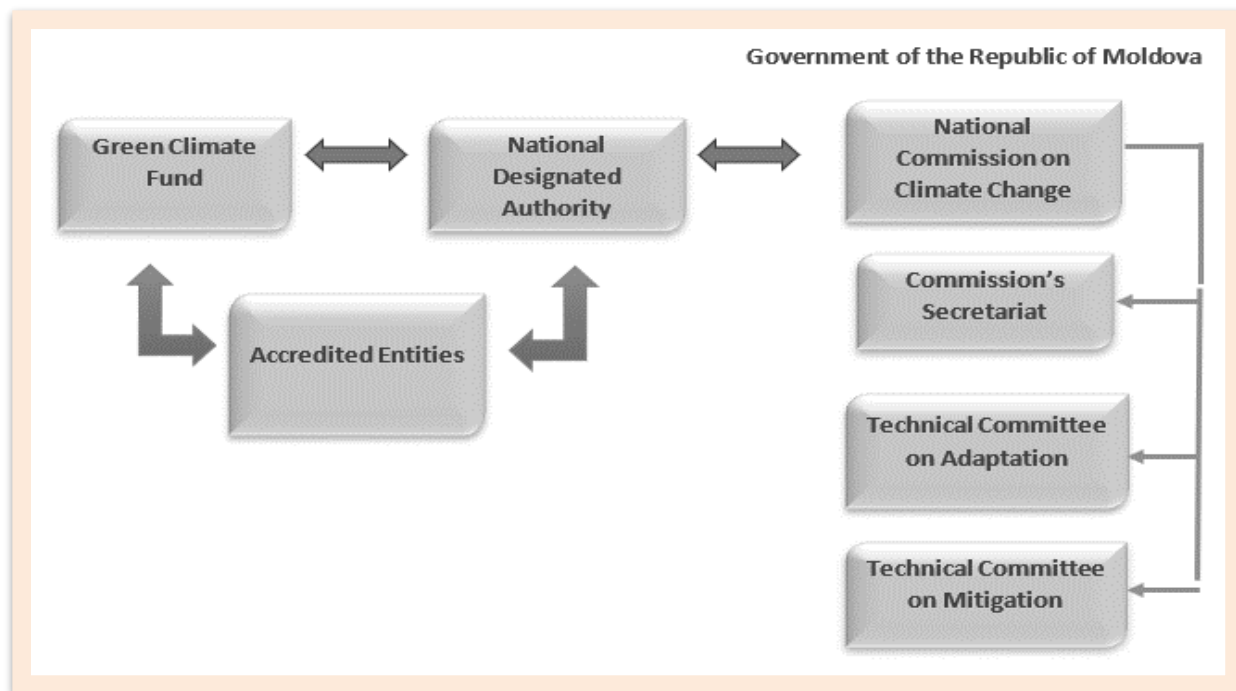 Government of the Republic of Moldova
Green Climate
Fund
National
Designated
Authority
National
Commission on
Climate Change
Commission's
Secretariat
Accredited Entities
Technical Committee
on Adaptation
Technical Committee
on Mitigation